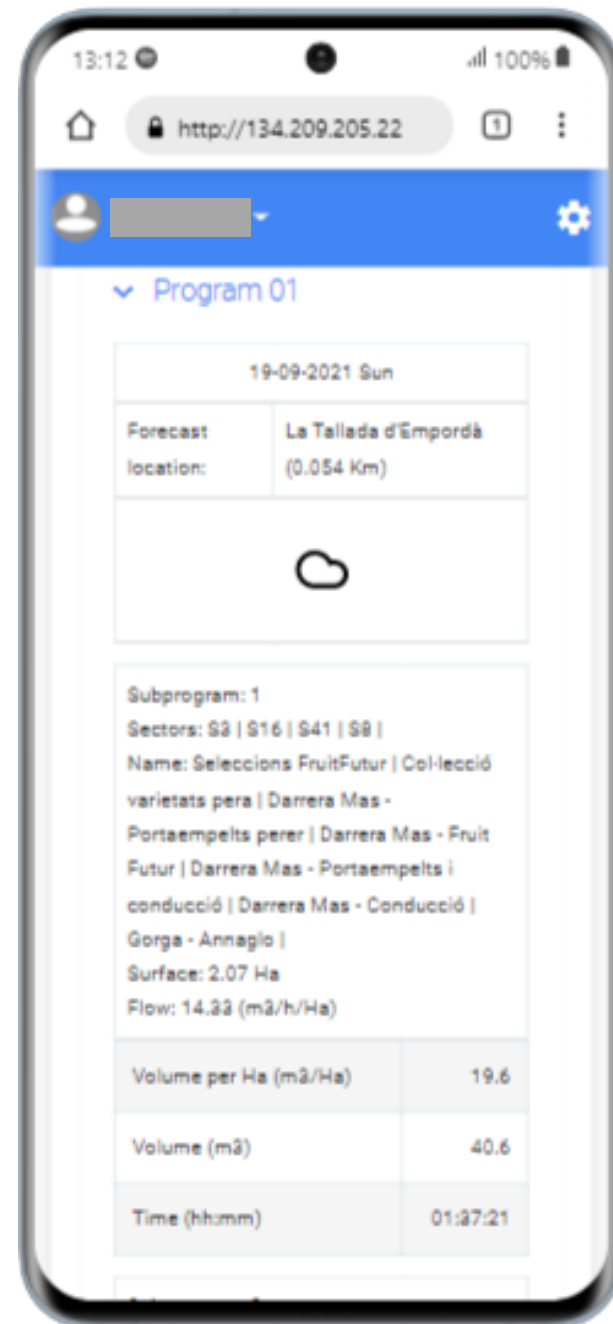 13:12
100%
http://134.209.205.22
1
Program 01
19-09-2021 Sun
Forecast location:
La Tallada d'Empordà
(0.054 Km)
Subprogram: 1
Sectors: S3 | S16 | S41 | S8 |
Name: Seleccions FruitFutur | Col·lecció
varietats pera | Darrera Mas -
Portaempelts perer | Darrera Mas - Fruit
Futur | Darrera Mas - Portaempelts i
conducció | Darrera Mas - Conducció |
Gorga - Annaglo |
Surface: 2.07 Ha
Flow: 14.33 (m3/h/Ha)
Volume per Ha (m3/Ha) 19.6
Volume (m3) 40.6
Time (hh:mm) 01:37:21